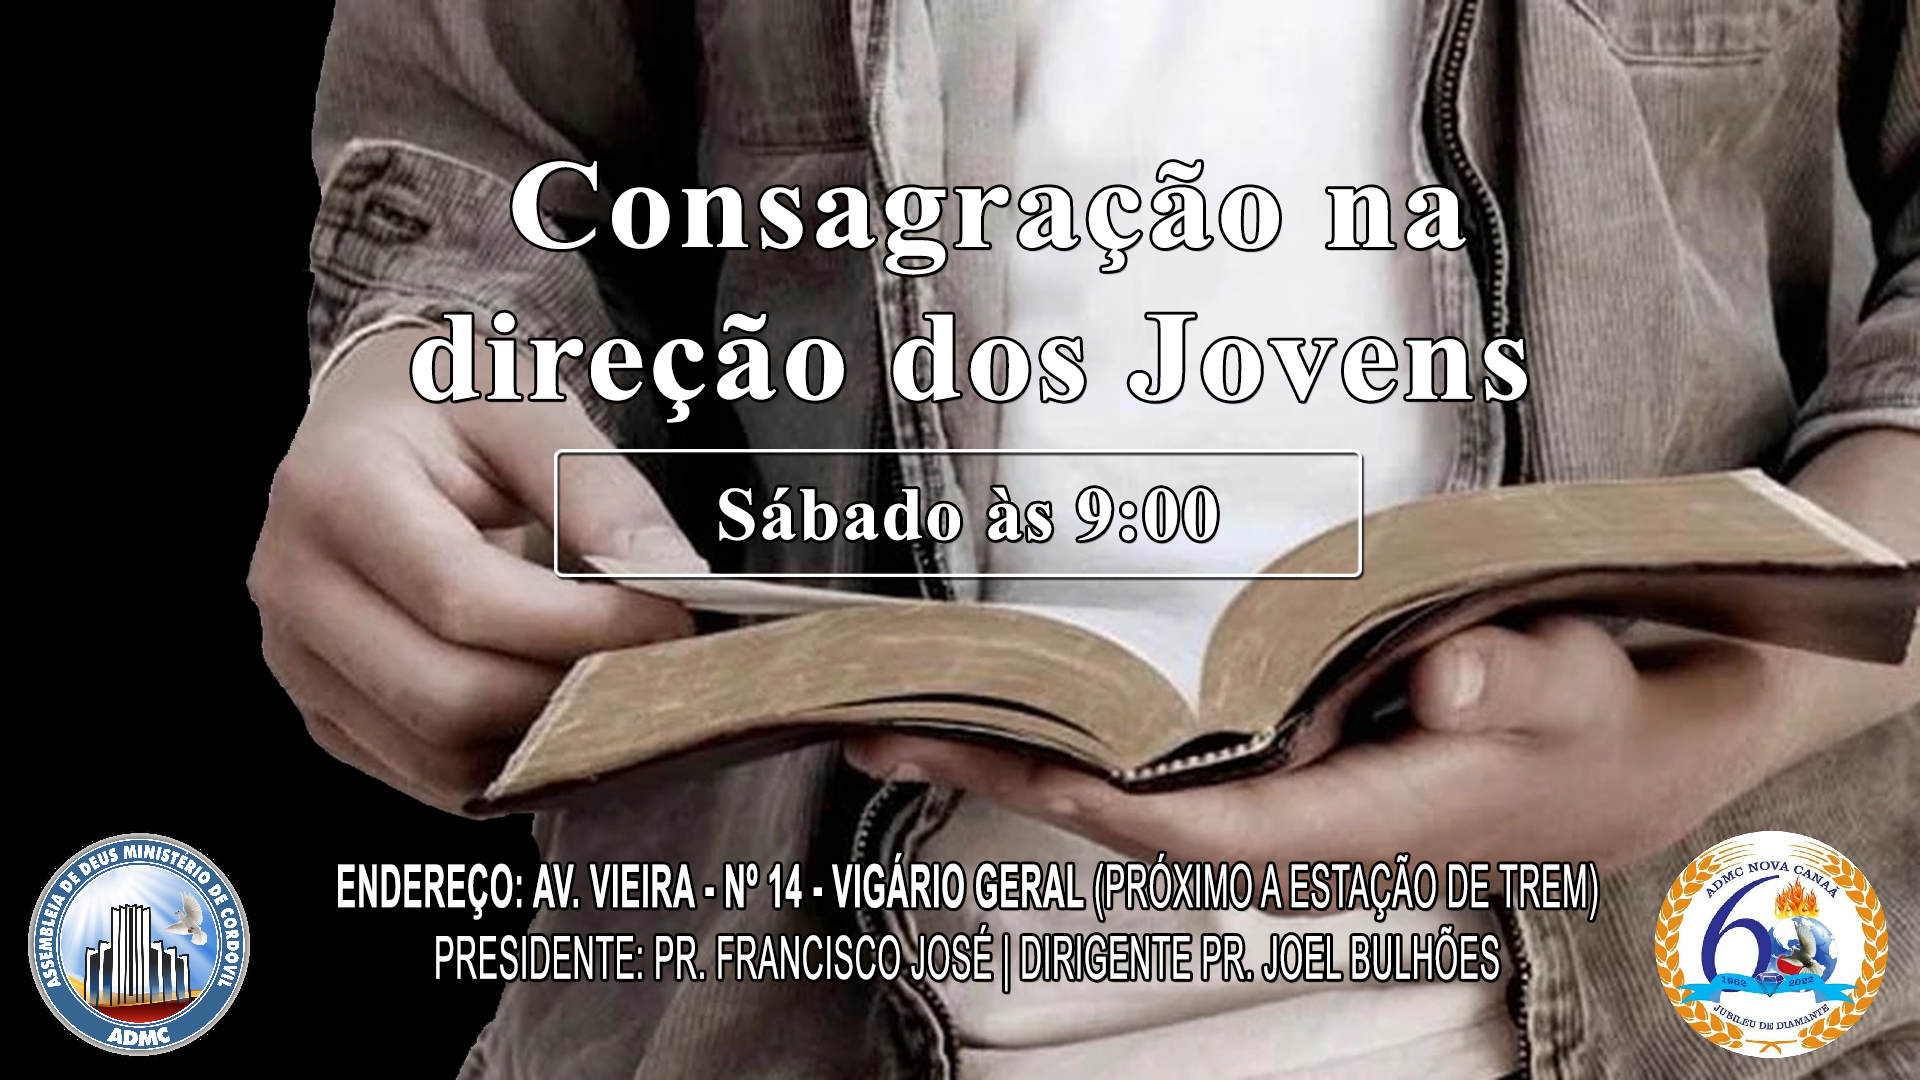 Consagração na
direção dos Jovens
Sábado às 9:00
ENDEREÇO: AV. VIEIRA - Nº 14 - VIGÁRIO GERAL (PRÓXIMO A ESTAÇÃO DE TREM)
PRESIDENTE: PR. FRANCISCO JOSÉ | DIRIGENTE PR. JOEL BULHÕES
ASSEMBLEIA DE DEUS MINISTÉRIO DE CORDOVIL
ADMC
ADMC NOVA CANAÃ
60
1962 2022
JUBILEU DE DIAMANTE